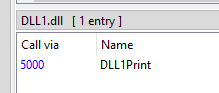 DLL1.dll [ 1 entry ]
Call via Name
5000 DLL1Print